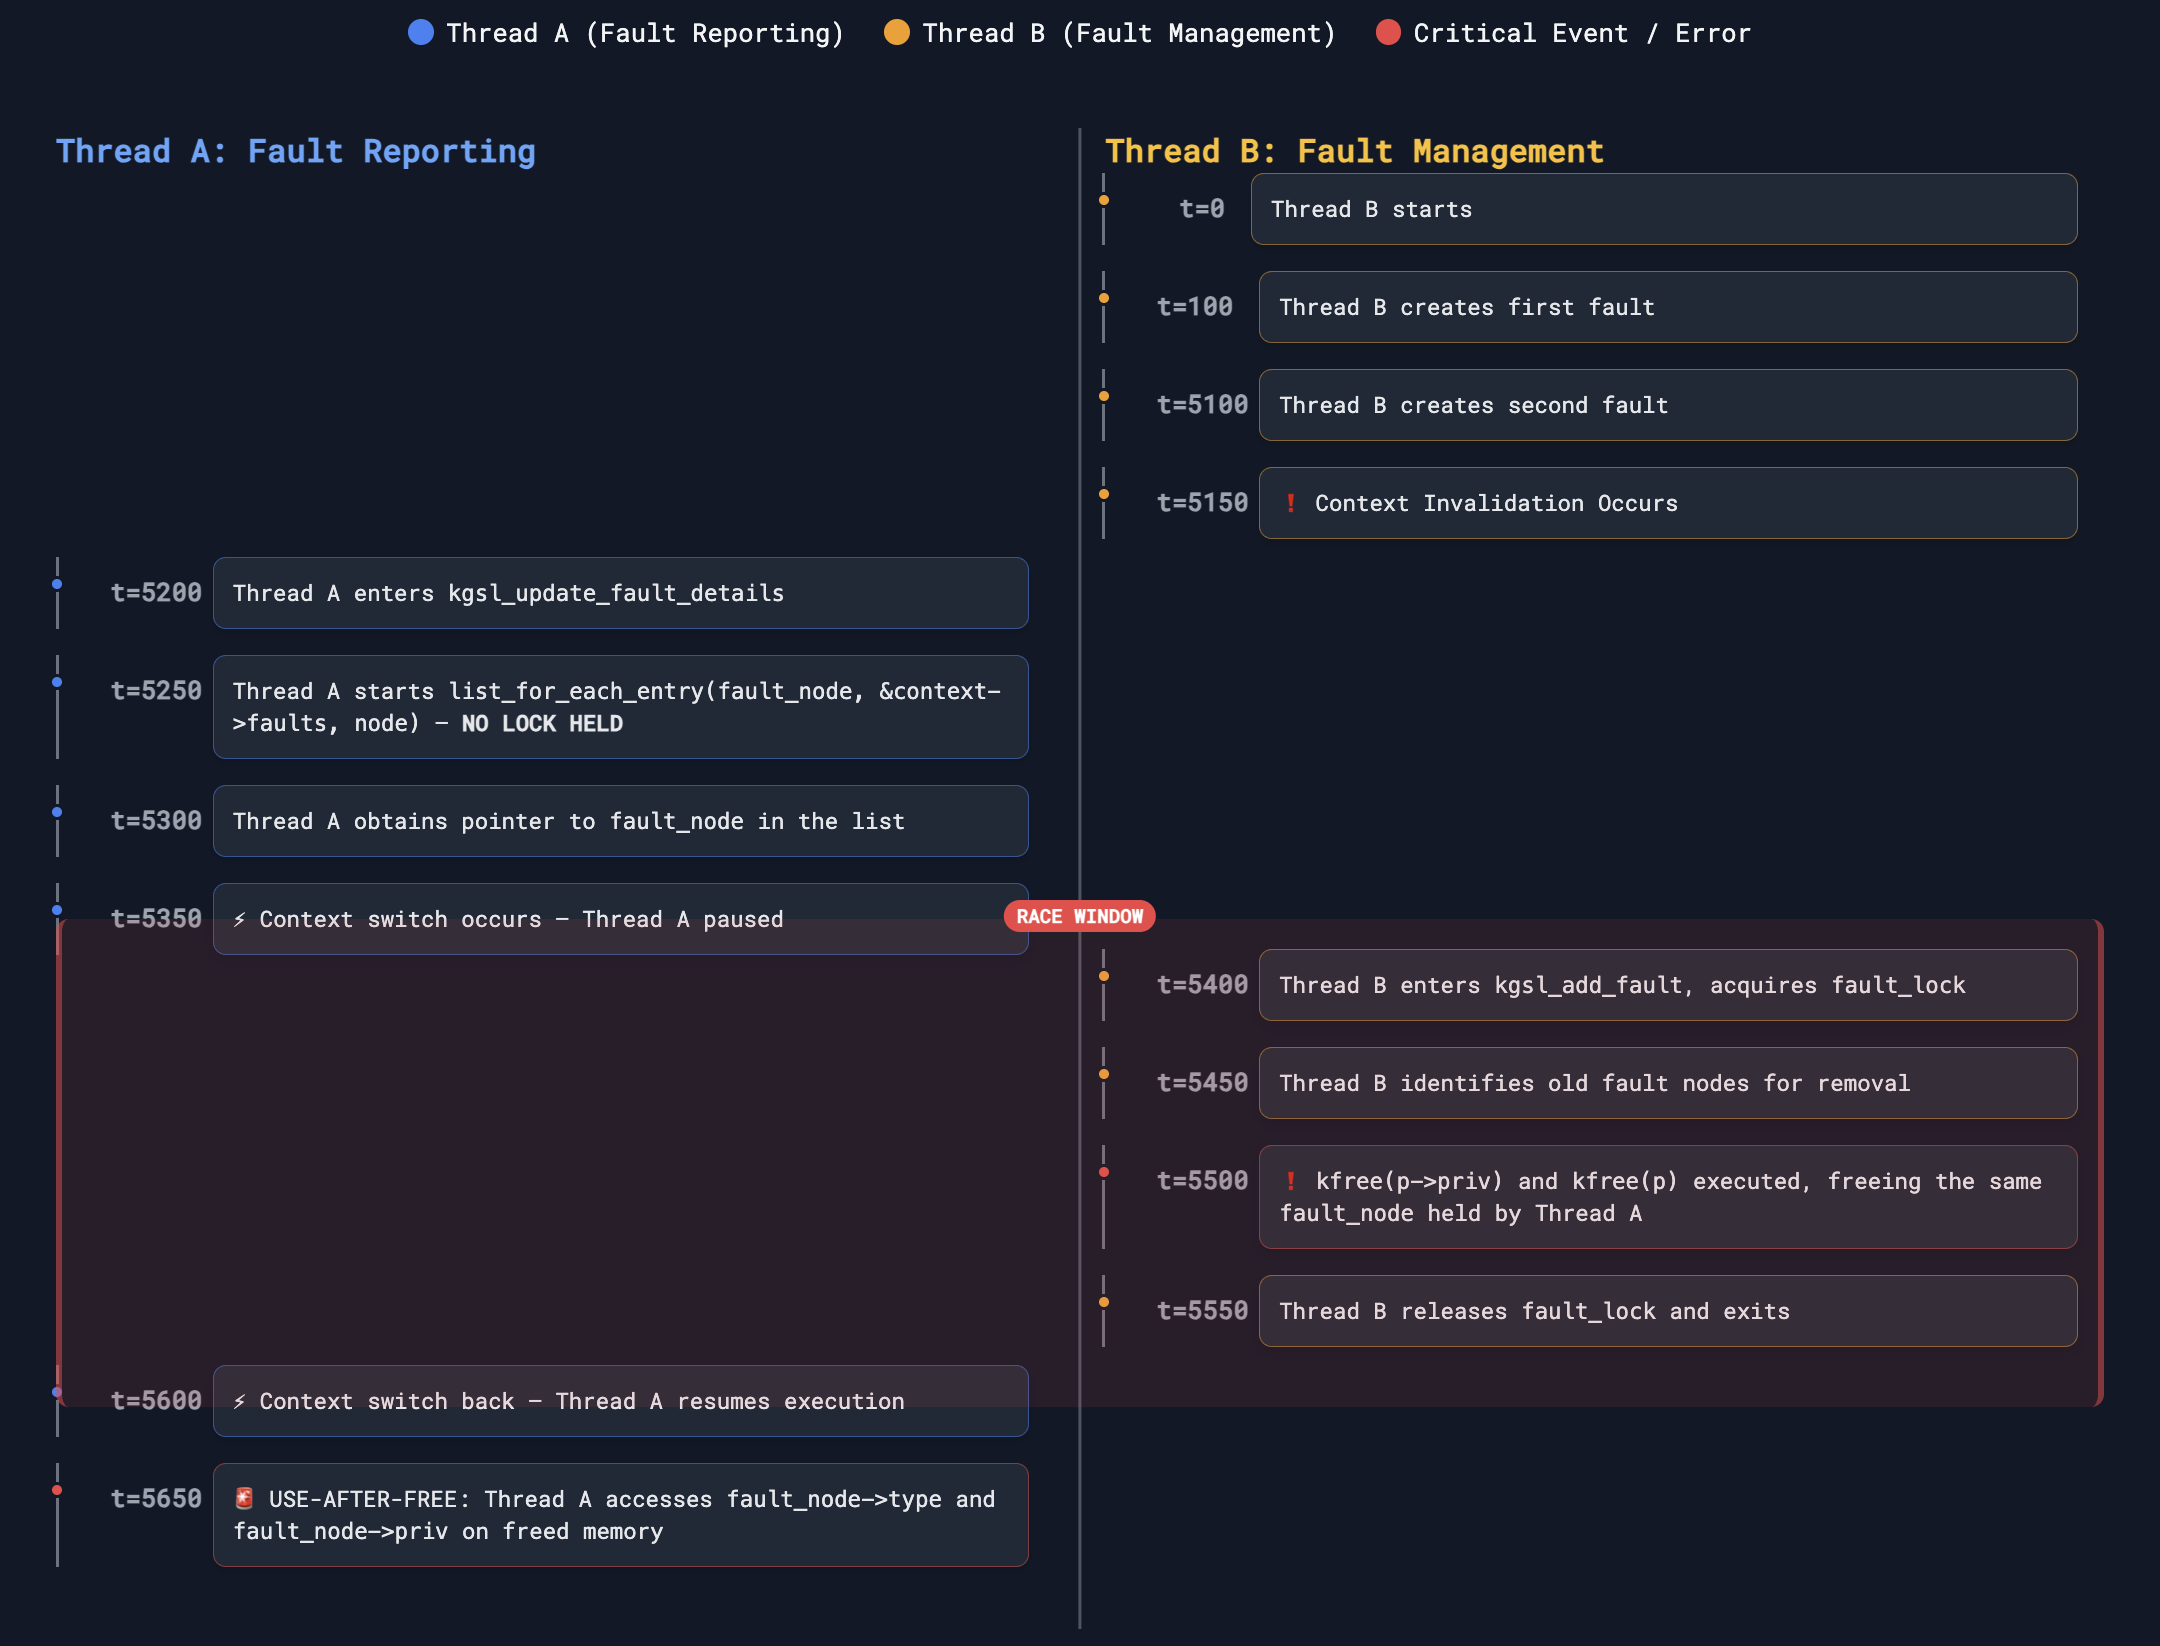 Thread A (Fault Reporting)
Thread B (Fault Management)
Critical Event / Error
Thread A: Fault Reporting
Thread B: Fault Management
t=0
Thread B starts
t=100
Thread B creates first fault
t=5100
Thread B creates second fault
t=5150
❗ Context Invalidation Occurs
t=5200
Thread A enters kgsl_update_fault_details
t=5250
Thread A starts list_for_each_entry(fault_node, &context-
>faults, node) – NO LOCK HELD
t=5300
Thread A obtains pointer to fault_node in the list
t=5350
⚡ Context switch occurs – Thread A paused
RACE WINDOW
t=5400
Thread B enters kgsl_add_fault, acquires fault_lock
t=5450
Thread B identifies old fault nodes for removal
t=5500
❗ kfree(p->priv) and kfree(p) executed, freeing the same
fault_node held by Thread A
t=5550
Thread B releases fault_lock and exits
t=5600
⚡ Context switch back – Thread A resumes execution
t=5650
🚨 USE-AFTER-FREE: Thread A accesses fault_node->type and
fault_node->priv on freed memory